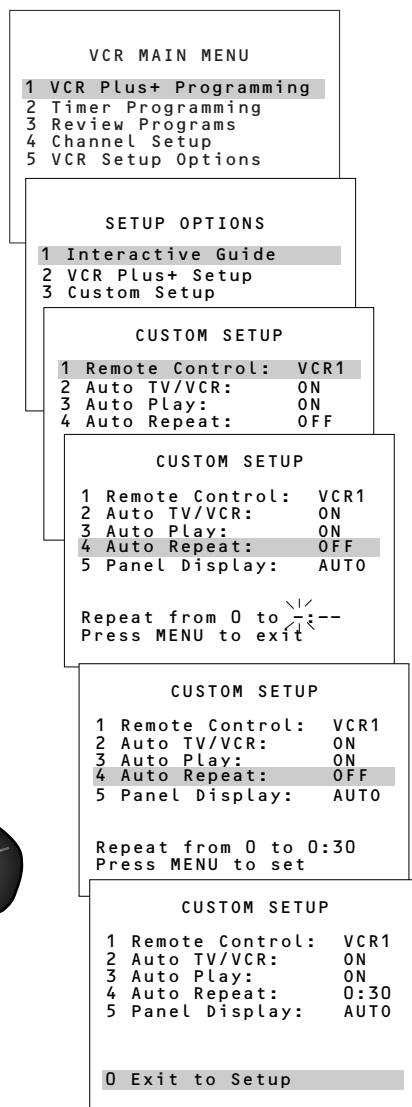 VCR MAIN MENU
1 VCR Plus+ Programming
2 Timer Programming
3 Review Programs
4 Channel Setup
5 VCR Setup Options
SETUP OPTIONS
1 Interactive Guide
2 VCR Plus+ Setup
3 Custom Setup
CUSTOM SETUP
1 Remote Control: VCR1
2 Auto TV/VCR: ON
3 Auto Play: ON
4 Auto Repeat: OFF
CUSTOM SETUP
1 Remote Control: VCR1
2 Auto TV/VCR: ON
3 Auto Play: ON
4 Auto Repeat: OFF
5 Panel Display: AUTO
Repeat from 0 to -:--
Press MENU to exit
CUSTOM SETUP
1 Remote Control: VCR1
2 Auto TV/VCR: ON
3 Auto Play: ON
4 Auto Repeat: OFF
5 Panel Display: AUTO
Repeat from 0 to 0:30
Press MENU to set
CUSTOM SETUP
1 Remote Control: VCR1
2 Auto TV/VCR: ON
3 Auto Play: ON
4 Auto Repeat: 0:30
5 Panel Display: AUTO
0 Exit to Setup